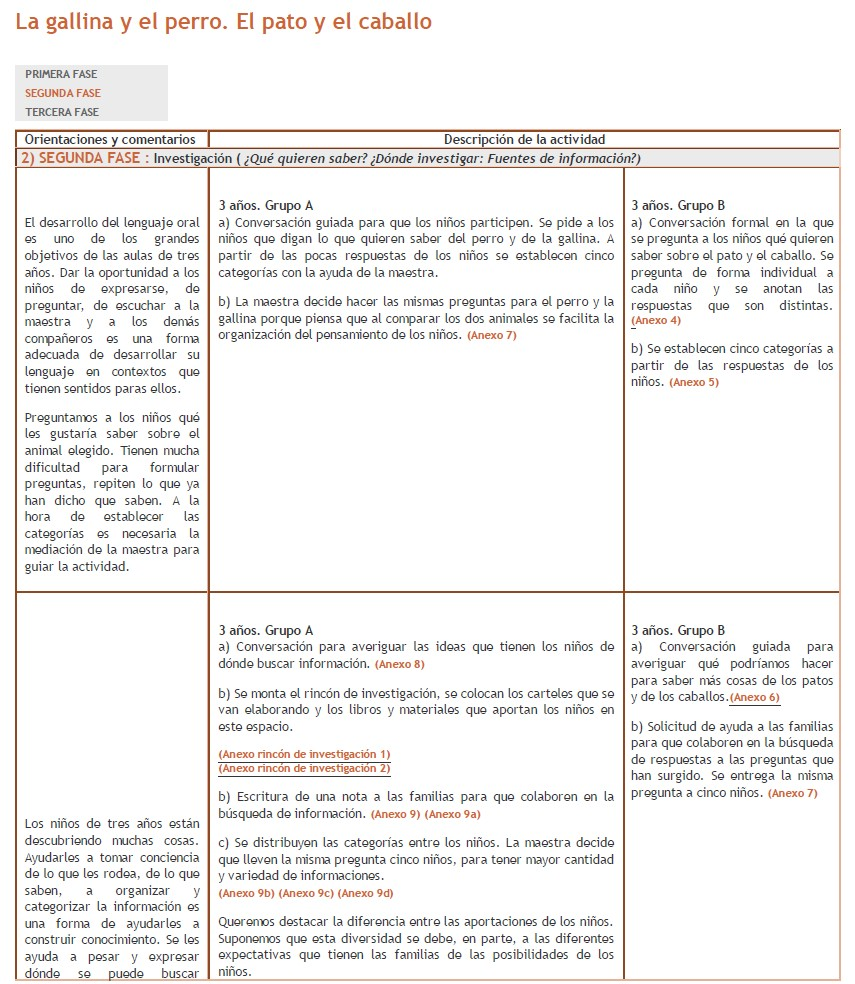 La gallina y el perro. El pato y el caballo
PRIMERA FASE
SEGUNDA FASE
TERCERA FASE
Orientaciones y comentarios
Descripción de la actividad
2) SEGUNDA FASE : Investigación ( ¿Qué quieren saber? ¿Dónde investigar: Fuentes de información?)
El desarrollo del lenguaje oral
es uno de los grandes
objetivos de las aulas de tres
años. Dar la oportunidad a los
niños de expresarse, de
preguntar, de escuchar a la
maestra y a los demás
compañeros es una forma
adecuada de desarrollar su
lenguaje en contextos que
tienen sentidos paras ellos.
Preguntamos a los niños qué
les gustaría saber sobre el
animal elegido. Tienen mucha
dificultad para formular
preguntas, repiten lo que ya
han dicho que saben. A la
hora de establecer las
categorías es necesaria la
mediación de la maestra para
guiar la actividad.
3 años. Grupo A
a) Conversación guiada para que los niños participen. Se pide a los
niños que digan lo que quieren saber del perro y de la gallina. A
partir de las pocas respuestas de los niños se establecen cinco
categorías con la ayuda de la maestra.
b) La maestra decide hacer las mismas preguntas para el perro y la
gallina porque piensa que al comparar los dos animales se facilita la
organización del pensamiento de los niños. (Anexo 7)
3 años. Grupo B
a) Conversación formal en la que
se pregunta a los niños qué quieren
saber sobre el pato y el caballo. Se
pregunta de forma individual a
cada niño y se anotan las
respuestas que son distintas.
(Anexo 4)
b) Se establecen cinco categorías a
partir de las respuestas de los
niños. (Anexo 5)
Los niños de tres años están
descubriendo muchas cosas.
Ayudarles a tomar conciencia
de lo que les rodea, de lo que
saben, a organizar y
categorizar la información es
una forma de ayudarles a
construir conocimiento. Se les
ayuda a pesar y expresar
dónde se puede buscar
3 años. Grupo A
a) Conversación para averiguar las ideas que tienen los niños de
dónde buscar información. (Anexo 8)
b) Se monta el rincón de investigación, se colocan los carteles que se
van elaborando y los libros y materiales que aportan los niños en
este espacio.
(Anexo rincón de investigación 1)
(Anexo rincón de investigación 2)
b) Escritura de una nota a las familias para que colaboren en la
búsqueda de información. (Anexo 9) (Anexo 9a)
c) Se distribuyen las categorías entre los niños. La maestra decide
que lleven la misma pregunta cinco niños, para tener mayor cantidad
y variedad de informaciones.
(Anexo 9b) (Anexo 9c) (Anexo 9d)
Queremos destacar la diferencia entre las aportaciones de los niños.
Suponemos que esta diversidad se debe, en parte, a las diferentes
expectativas que tienen las familias de las posibilidades de los
niños.
3 años. Grupo B
a) Conversación guiada para
averiguar qué podríamos hacer
para saber más cosas de los patos
y de los caballos.(Anexo 6)
b) Solicitud de ayuda a las familias
para que colaboren en la búsqueda
de respuestas a las preguntas que
han surgido. Se entrega la misma
pregunta a cinco niños. (Anexo 7)